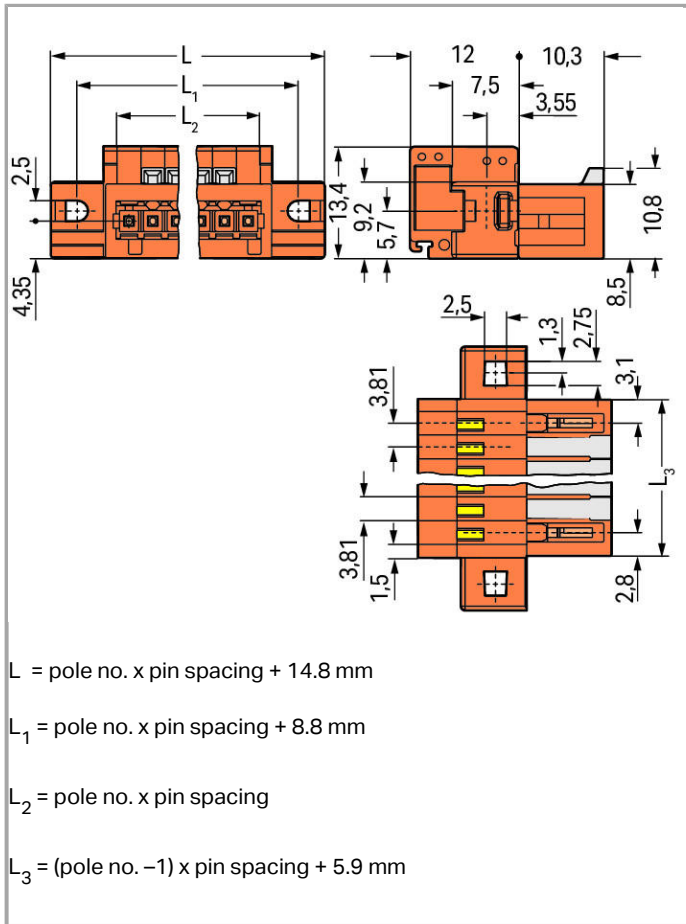 L
L₁
L₂
2,5
4,35
12
10,3
7,5
3,55
13,4
9,2
5,7
10,8
8,5
2,5
1,3
2,75
3,1
3,81
L₃
3,81
1,5
2,8
L = pole no. x pin spacing + 14.8 mm
L₁ = pole no. x pin spacing + 8.8 mm
L₂ = pole no. x pin spacing
L₃ = (pole no. –1) x pin spacing + 5.9 mm